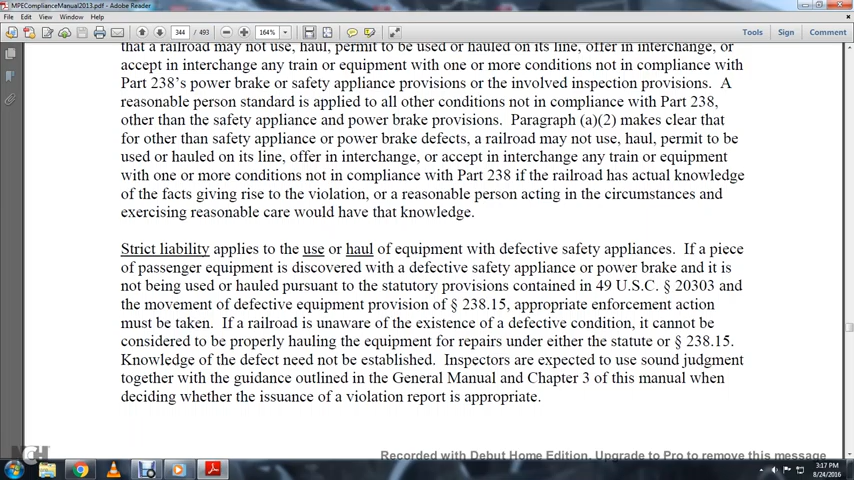 MPEComplianceManual2013.pdf - Adobe Reader
File Edit View Window Help
344 / 493 164% Tools Sign Comment
that a railroad may not use, haul, permit to be used or hauled on its line, offer in interchange, or
accept in interchange any train or equipment with one or more conditions not in compliance with
Part 238's power brake or safety appliance provisions or the involved inspection provisions. A
reasonable person standard is applied to all other conditions not in compliance with Part 238,
other than the safety appliance and power brake provisions. Paragraph (a)(2) makes clear that
for other than safety appliance or power brake defects, a railroad may not use, haul, permit to be
used or hauled on its line, offer in interchange, or accept in interchange any train or equipment
with one or more conditions not in compliance with Part 238 if the railroad has actual knowledge
of the facts giving rise to the violation, or a reasonable person acting in the circumstances and
exercising reasonable care would have that knowledge.
Strict liability applies to the use or haul of equipment with defective safety appliances. If a piece
of passenger equipment is discovered with a defective safety appliance or power brake and it is
not being used or hauled pursuant to the statutory provisions contained in 49 U.S.C. § 20303 and
the movement of defective equipment provision of § 238.15, appropriate enforcement action
must be taken. If a railroad is unaware of the existence of a defective condition, it cannot be
considered to be properly hauling the equipment for repairs under either the statute or § 238.15.
Knowledge of the defect need not be established. Inspectors are expected to use sound judgment
together with the guidance outlined in the General Manual and Chapter 3 of this manual when
deciding whether the issuance of a violation report is appropriate.
Recorded with Debut Home Edition. Upgrade to Pro to remove this message
NCH
3:17 PM
8/24/2016